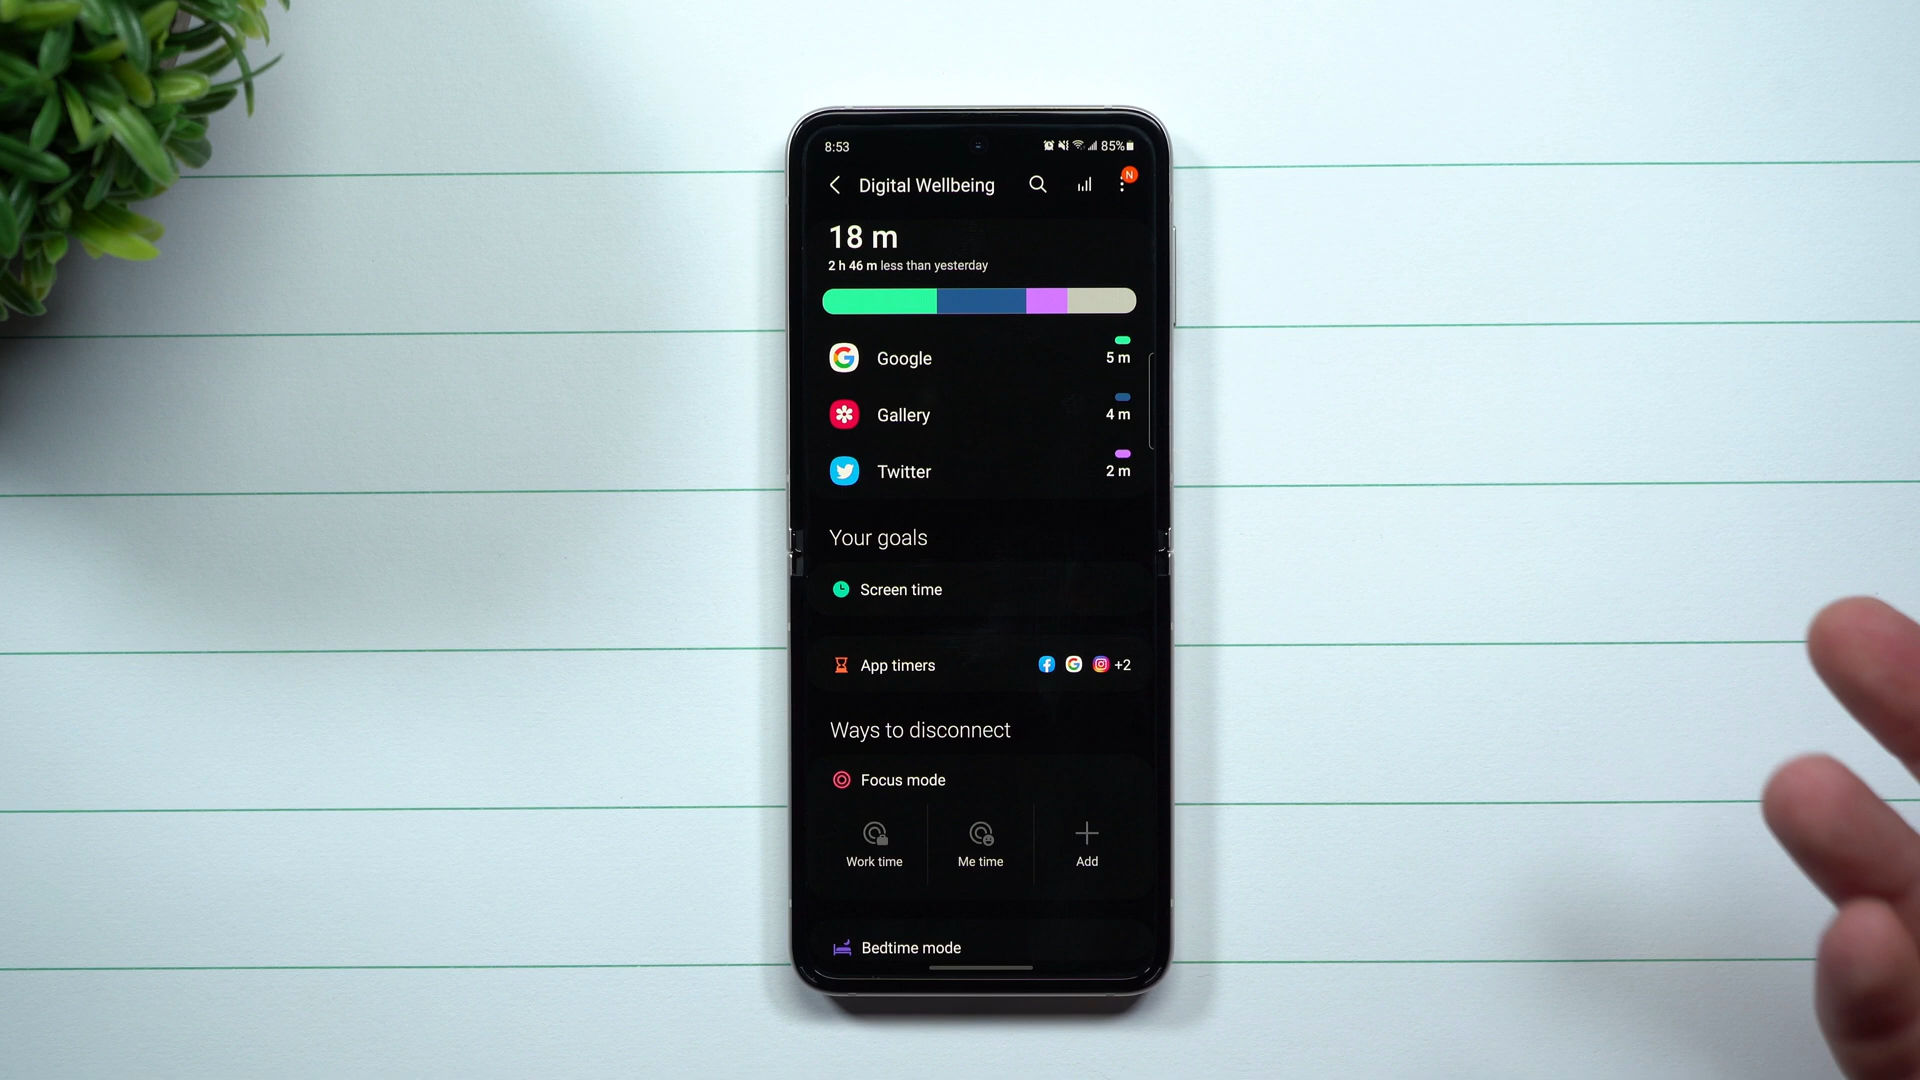 8:53
85%
Digital Wellbeing
N
18 m
2 h 46 m less than yesterday
Google
5 m
Gallery
4 m
Twitter
2 m
Your goals
Screen time
App timers
+2
Ways to disconnect
Focus mode
Work time
Me time
Add
Bedtime mode